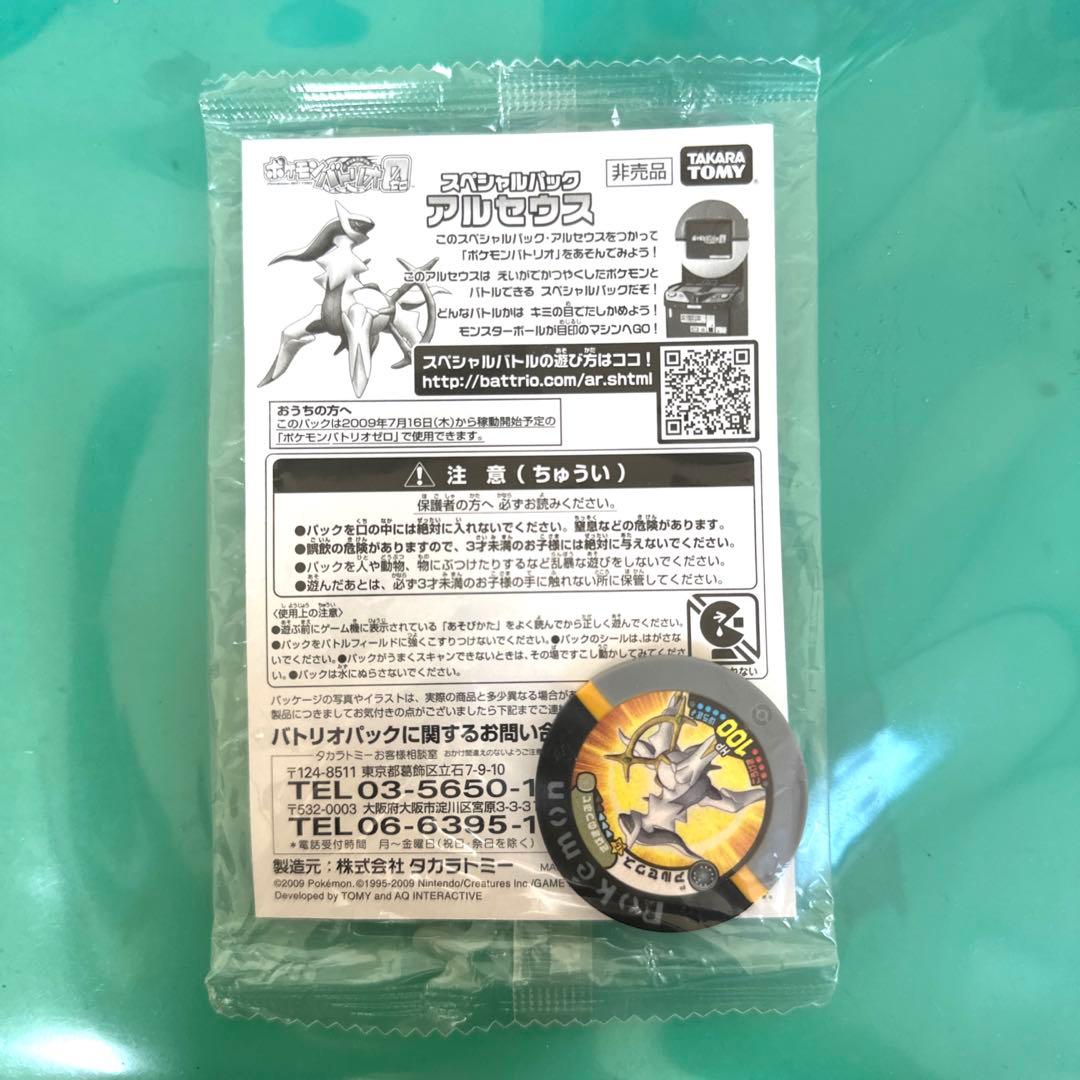 ポケモンバトリオ
非売品
TAKARA TOMY
スペシャルパック
アルセウス
このスペシャルパック・アルセウスをつかって
「ポケモンバトリオ」をあそんでみよう！
このアルセウスは えいがでかつやくしたポケモンと
バトルできる スペシャルパックだぞ！
どんなバトルかは キミの目でたしかめよう！
モンスターボールが目印のマシンへGO！
スペシャルバトルの遊び方はココ！
http://battrio.com/ar.shtml
おうちの方へ
このパックは2009年7月16日(木)から稼動開始予定の
「ポケモンバトリオゼロ」で使用できます。
注 意 ( ちゅうい )
保護者の方へ 必ずお読みください。
●パックを口の中には絶対に入れないでください。窒息などの危険があります。
●誤飲の危険がありますので、3才未満のお子様には絶対に与えないでください。
●パックを人や動物、物にぶつけたりするなど乱暴な遊びをしないでください。
●遊んだあとは、必ず3才未満のお子様の手に触れない所に保管してください。
〈使用上の注意〉
●遊ぶ前にゲーム機に表示されている「あそびかた」をよく読んでから正しく遊んでください。
●パックをバトルフィールドに強くこすりつけないでください。●パックのシールは、はがさな
いでください。●パックがうまくスキャンできないときは、その場ですこし動かしてみてくだ
さい。●パックは水にぬらさないでください。
パッケージの写真やイラストは、実際の商品と多少異なる場合が
製品につきましてお気付きの点がございましたら下記までご連
バトリオパックに関するお問い合
タカラトミーお客様相談室 おかけ間違えのないようご注意
〒124-8511 東京都葛飾区立石7-9-10
TEL 03-5650-1
〒532-0003 大阪府大阪市淀川区宮原3-3-31
TEL 06-6395-1
＊電話受付時間 月～金曜日(祝・祭日を除く)
製造元：株式会社 タカラトミー
MA
©2009 Pokémon. ©1995-2009 Nintendo/Creatures Inc./GAME
Developed by TOMY and AQ INTERACTIVE
HP 100
アルセウス
Pokémon